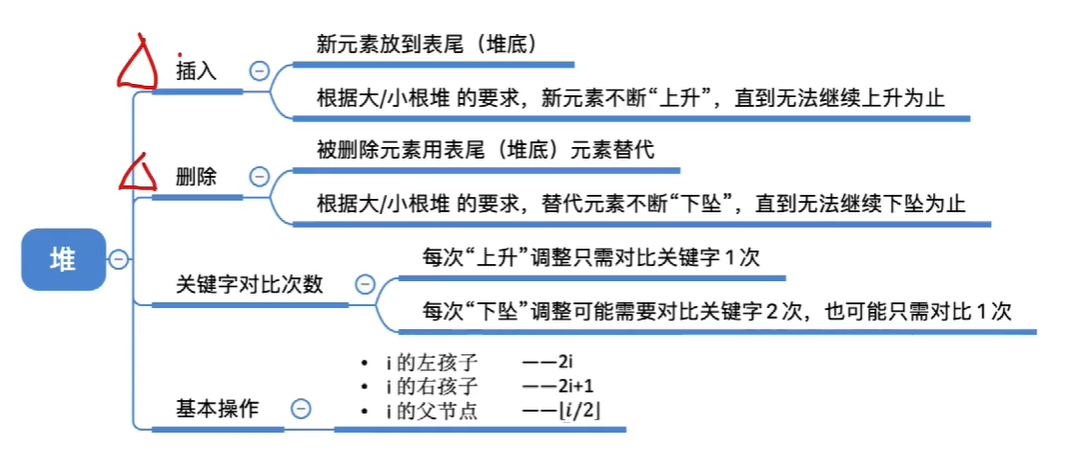 插入
新元素放到表尾（堆底）
根据大/小根堆 的要求，新元素不断“上升”，直到无法继续上升为止
删除
被删除元素用表尾（堆底）元素替代
根据大/小根堆 的要求，替代元素不断“下坠”，直到无法继续下坠为止
堆
关键字对比次数
每次“上升”调整只需对比关键字1次
每次“下坠”调整可能需要对比关键字2次，也可能只需对比1次
基本操作
• i 的左孩子 ——2i
• i 的右孩子 ——2i+1
• i 的父节点 ——⌊i/2⌋